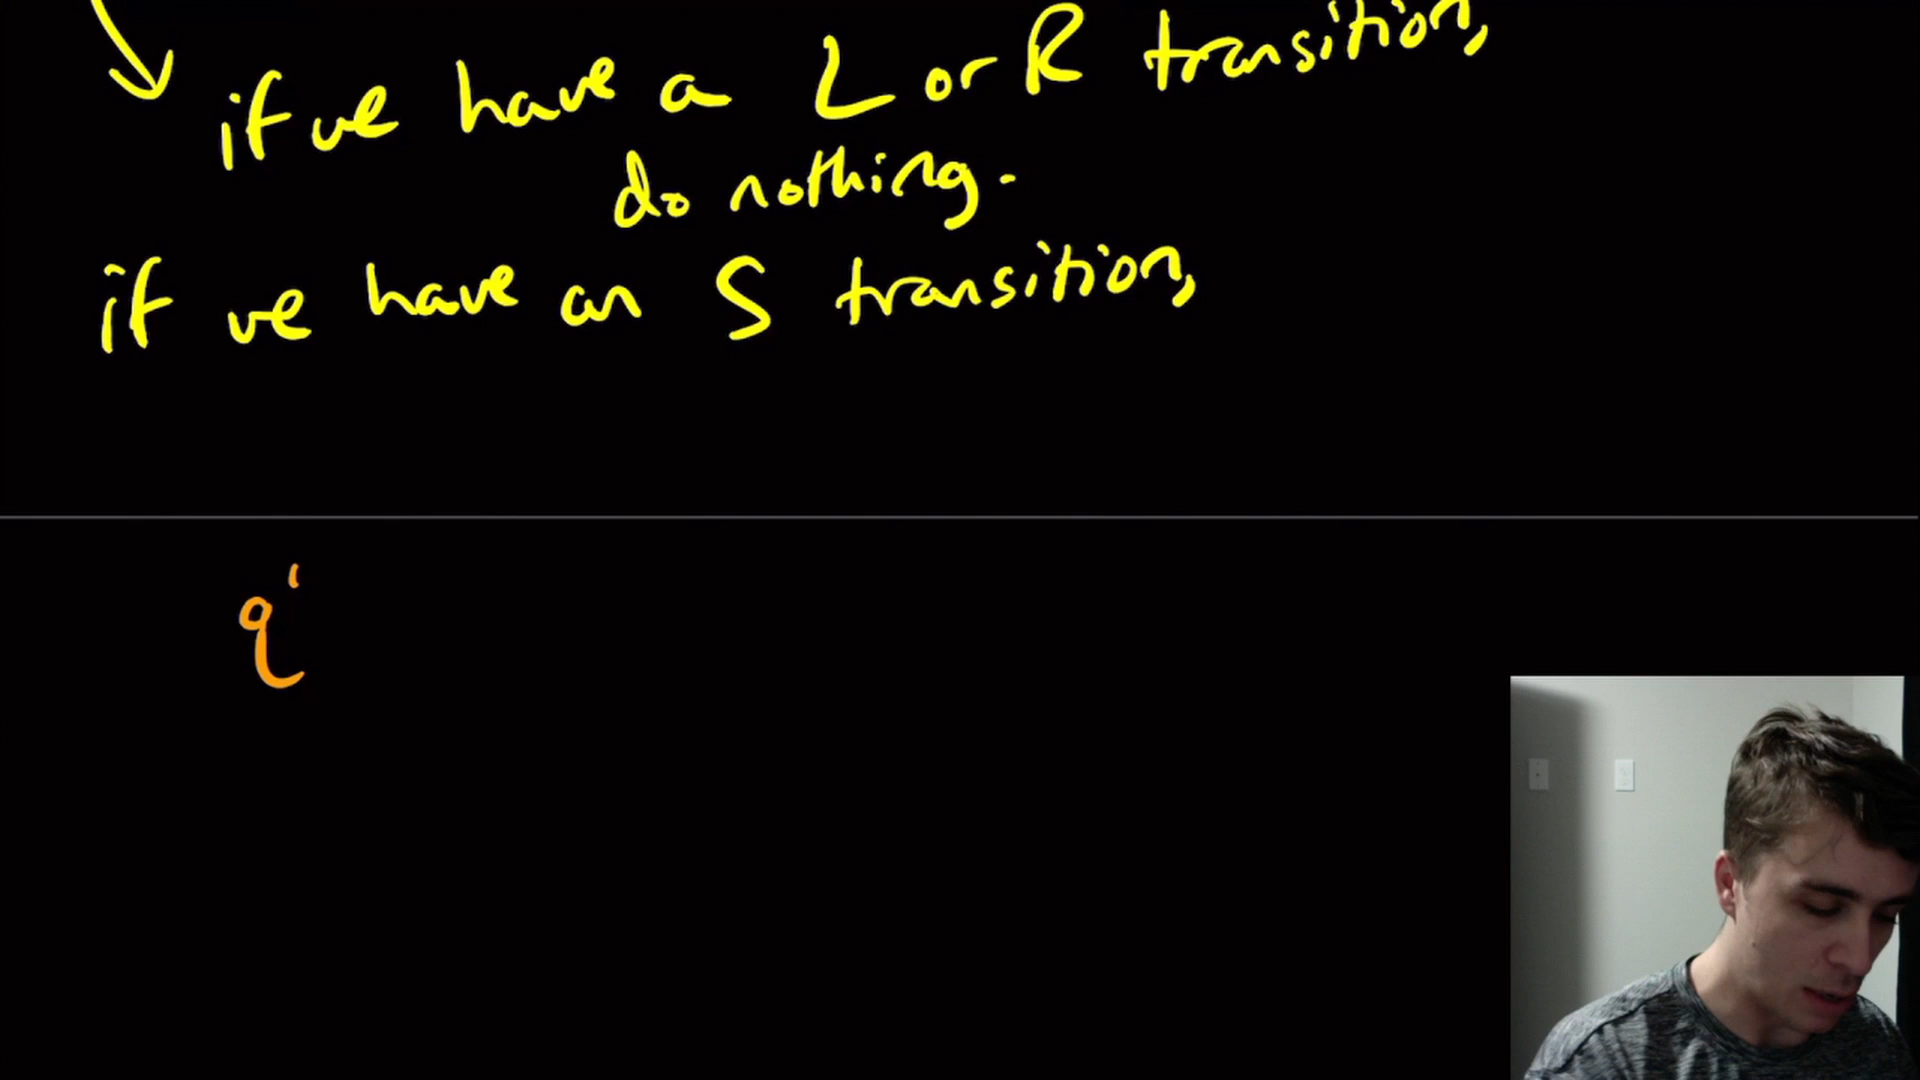 if we have a L or R transition,
do nothing.
if we have an S transition,
q'